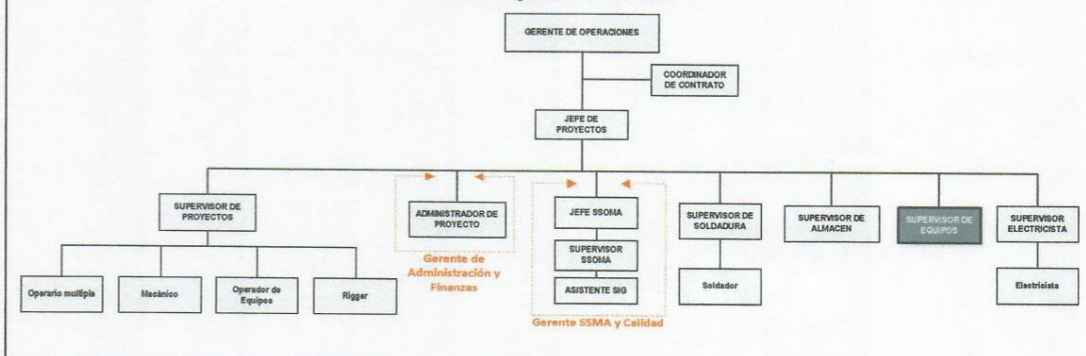 GERENTE DE OPERACIONES
COORDINADOR
DE CONTRATO
JEFE DE
PROYECTOS
SUPERVISOR DE
PROYECTOS
ADMINISTRADOR DE
PROYECTO
JEFE SSOMA
SUPERVISOR DE
SOLDADURA
SUPERVISOR DE
ALMACEN
SUPERVISOR DE
EQUIPOS
SUPERVISOR
ELECTRICISTA
Gerente de
Administración y
Finanzas
SUPERVISOR
SSOMA
ASISTENTE SIG
Gerente SSMA y Calidad
Operario multiple
Mecánico
Operador de
Equipos
Rigger
Soldador
Electricista